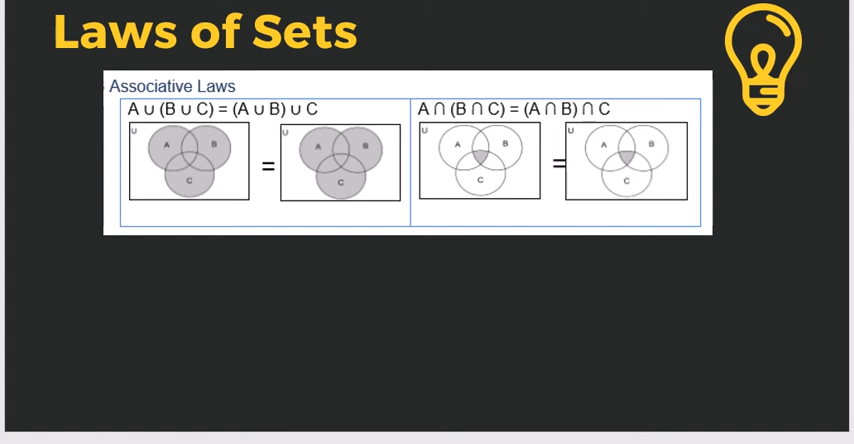 Laws of Sets
Associative Laws
A ∪ (B ∪ C) = (A ∪ B) ∪ C
A ∩ (B ∩ C) = (A ∩ B) ∩ C
U
A
B
C
=
U
A
B
C
U
A
B
C
=
U
A
B
C